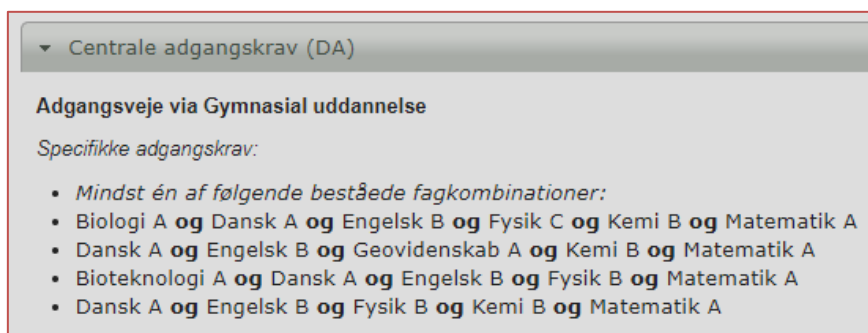 Centrale adgangskrav (DA)
Adgangsveje via Gymnasial uddannelse
Specifikke adgangskrav:
• Mindst én af følgende beståede fagkombinationer:
• Biologi A og Dansk A og Engelsk B og Fysik C og Kemi B og Matematik A
• Dansk A og Engelsk B og Geovidenskab A og Kemi B og Matematik A
• Bioteknologi A og Dansk A og Engelsk B og Fysik B og Matematik A
• Dansk A og Engelsk B og Fysik B og Kemi B og Matematik A